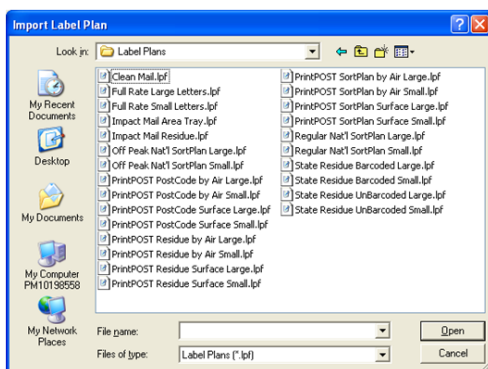 Import Label Plan
Look in:
Label Plans
My Recent
Documents
Desktop
My Documents
My Computer
PM10198558
My Network
Places
Clean Mail.lpf
Full Rate Large Letters.lpf
Full Rate Small Letters.lpf
Impact Mail Area Tray.lpf
Impact Mail Residue.lpf
Off Peak Nat'l SortPlan Large.lpf
Off Peak Nat'l SortPlan Small.lpf
PrintPOST PostCode by Air Large.lpf
PrintPOST PostCode by Air Small.lpf
PrintPOST PostCode Surface Large.lpf
PrintPOST PostCode Surface Small.lpf
PrintPOST Residue by Air Large.lpf
PrintPOST Residue by Air Small.lpf
PrintPOST Residue Surface Large.lpf
PrintPOST Residue Surface Small.lpf
PrintPOST SortPlan by Air Large.lpf
PrintPOST SortPlan by Air Small.lpf
PrintPOST SortPlan Surface Large.lpf
PrintPOST SortPlan Surface Small.lpf
Regular Nat'l SortPlan Large.lpf
Regular Nat'l SortPlan Small.lpf
State Residue Barcoded Large.lpf
State Residue Barcoded Small.lpf
State Residue UnBarcoded Large.lpf
State Residue UnBarcoded Small.lpf
File name:
Open
Files of type:
Label Plans (*.lpf)
Cancel